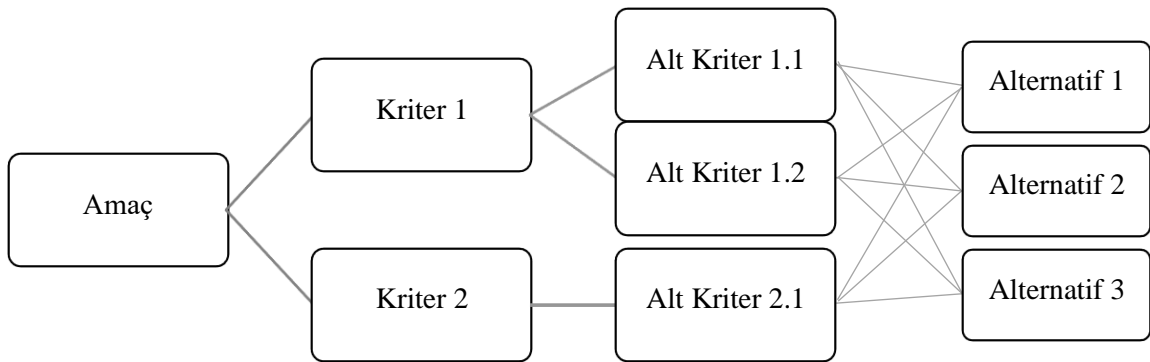 Amaç
Kriter 1
Kriter 2
Alt Kriter 1.1
Alt Kriter 1.2
Alt Kriter 2.1
Alternatif 1
Alternatif 2
Alternatif 3